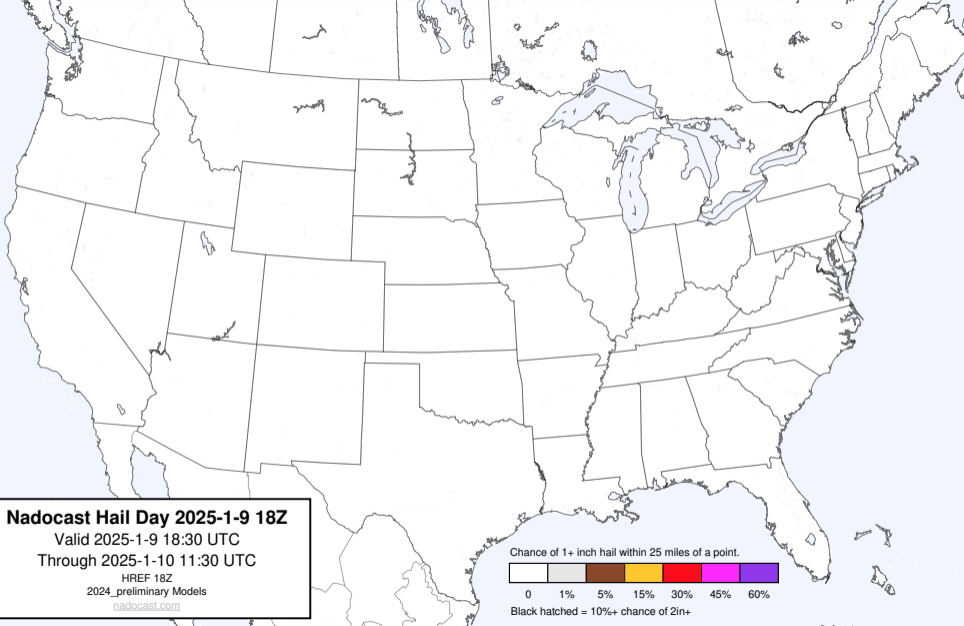 Nadocast Hail Day 2025-1-9 18Z
Valid 2025-1-9 18:30 UTC
Through 2025-1-10 11:30 UTC
HREF 18Z
2024_preliminary Models
nadocast.com
Chance of 1+ inch hail within 25 miles of a point.
0 1% 5% 15% 30% 45% 60%
Black hatched = 10%+ chance of 2in+